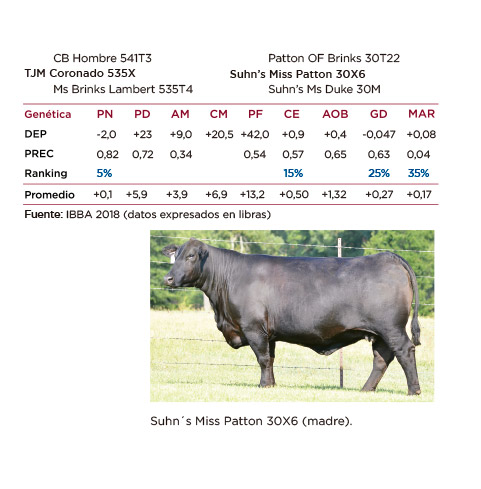 CB Hombre 541T3 Patton OF Brinks 30T22
TJM Coronado 535X Suhn's Miss Patton 30X6
Ms Brinks Lambert 535T4 Suhn's Ms Duke 30M
Genética PN PD AM CM PF CE AOB GD MAR
DEP -2,0 +23 +9,0 +20,5 +42,0 +0,9 +0,4 -0,047 +0,08
PREC 0,82 0,72 0,34 0,54 0,57 0,65 0,63 0,04
Ranking 5% 15% 25% 35%
Promedio +0,1 +5,9 +3,9 +6,9 +13,2 +0,50 +1,32 +0,27 +0,17
Fuente: IBBA 2018 (datos expresados en libras)
Suhn´s Miss Patton 30X6 (madre).